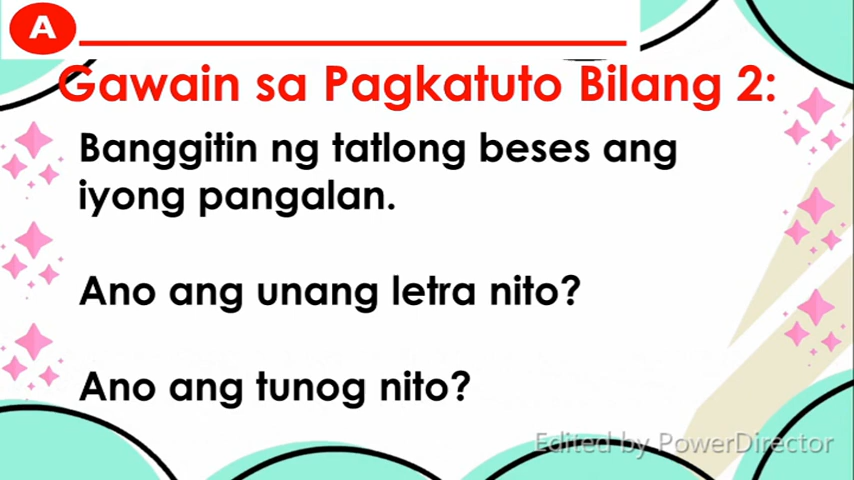 A
Gawain sa Pagkatuto Bilang 2:
Banggitin ng tatlong beses ang
iyong pangalan.
Ano ang unang letra nito?
Ano ang tunog nito?
Edited by PowerDirector